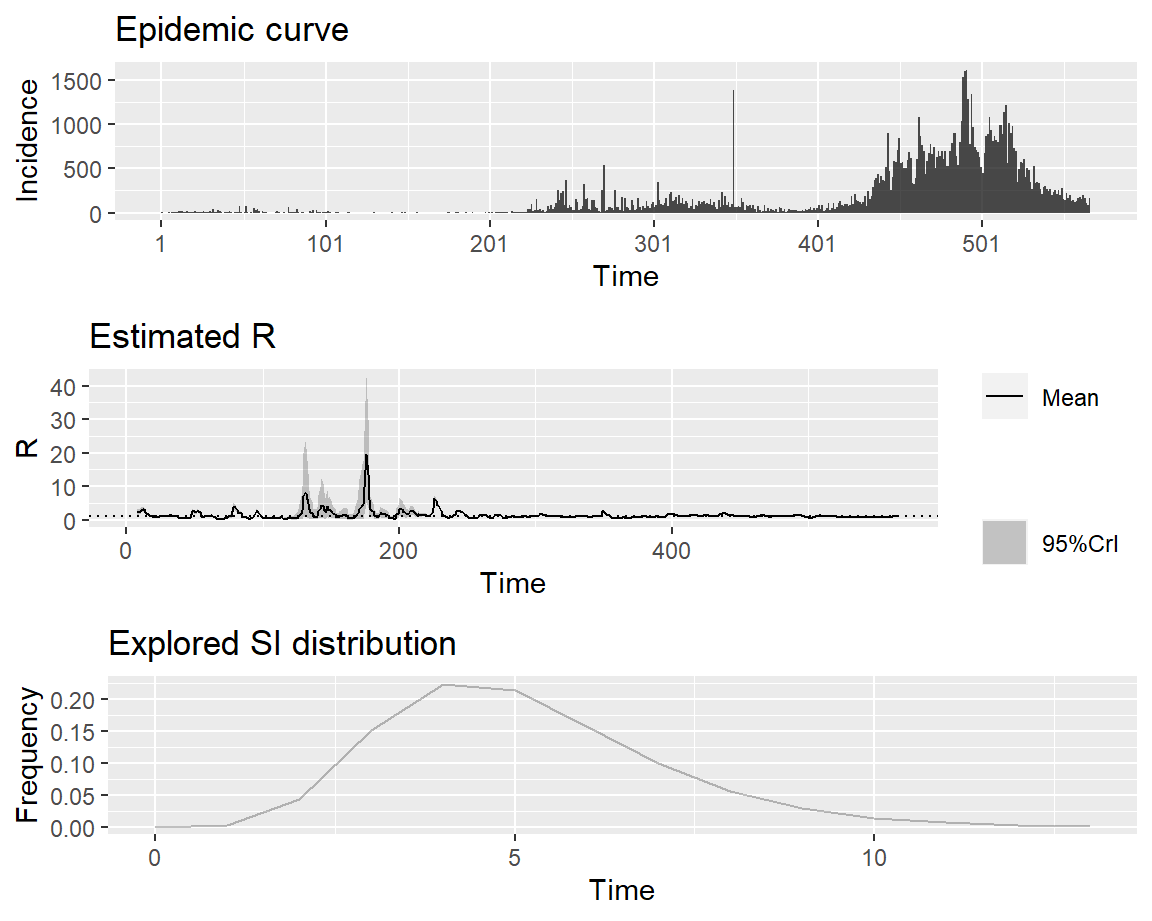 Epidemic curve
Incidence
1500
1000
500
0
1 101 201 301 401 501
Time
Estimated R
R
40
30
20
10
0
0 200 400
Time
Mean
95%CrI
Explored SI distribution
Frequency
0.20
0.15
0.10
0.05
0.00
0 5 10
Time